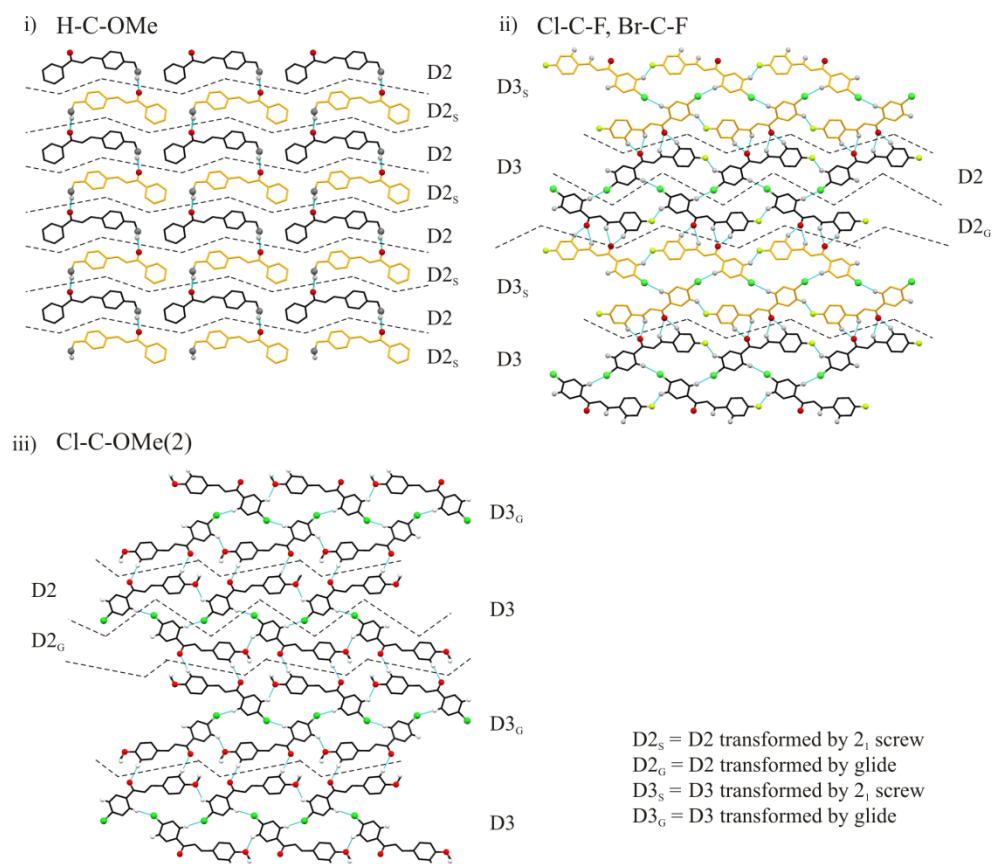 i) H-C-OMe
D2
D2S
D2
D2S
D2
D2S
D2
D2S
ii) Cl-C-F, Br-C-F
D3S
D3
D2
D2G
D3S
D3
iii) Cl-C-OMe(2)
D3G
D2
D3
D2G
D3G
D3
D2S = D2 transformed by 21 screw
D2G = D2 transformed by glide
D3S = D3 transformed by 21 screw
D3G = D3 transformed by glide